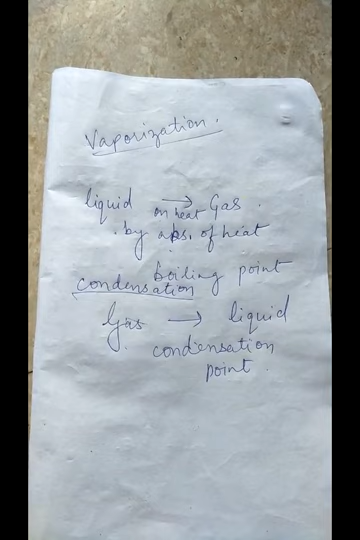 Vaporization.
liquid → Gas.
on heat
by abs. of heat
boiling point
condensation
Gas → liquid
condensation
point.